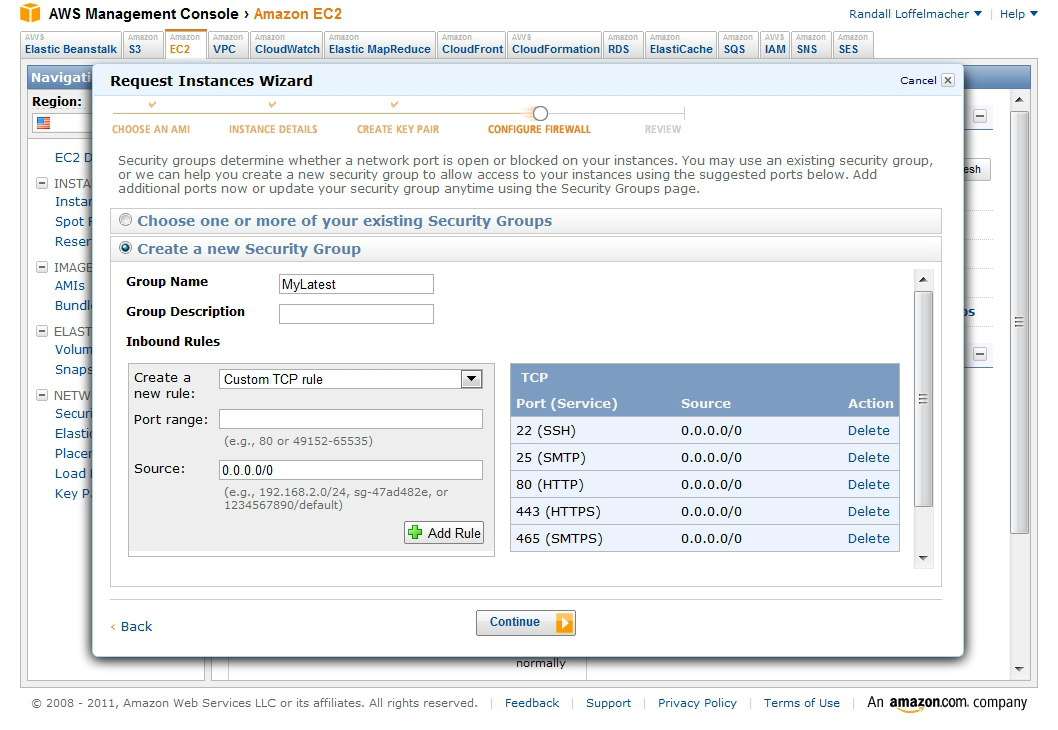 AWS Management Console › Amazon EC2
Randall Loffelmacher | Help
AWS Elastic Beanstalk
Amazon S3
Amazon EC2
Amazon VPC
Amazon CloudWatch
Amazon Elastic MapReduce
Amazon CloudFront
AWS CloudFormation
Amazon RDS
Amazon ElastiCache
Amazon SQS
AWS IAM
Amazon SNS
Amazon SES
Navigati
Region:
EC2 D
INSTA
Instan
Spot R
Reser
IMAGE
AMIs
Bundl
ELAST
Volum
Snaps
NETW
Securi
Elastic
Placem
Load
Key P
esh
os
Request Instances Wizard
Cancel
CHOOSE AN AMI
INSTANCE DETAILS
CREATE KEY PAIR
CONFIGURE FIREWALL
REVIEW
Security groups determine whether a network port is open or blocked on your instances. You may use an existing security group,
or we can help you create a new security group to allow access to your instances using the suggested ports below. Add
additional ports now or update your security group anytime using the Security Groups page.
Choose one or more of your existing Security Groups
Create a new Security Group
Group Name
MyLatest
Group Description
Inbound Rules
Create a
new rule:
Custom TCP rule
Port range:
(e.g., 80 or 49152-65535)
Source:
0.0.0.0/0
(e.g., 192.168.2.0/24, sg-47ad482e, or
1234567890/default)
Add Rule
TCP
Port (Service) Source Action
22 (SSH) 0.0.0.0/0 Delete
25 (SMTP) 0.0.0.0/0 Delete
80 (HTTP) 0.0.0.0/0 Delete
443 (HTTPS) 0.0.0.0/0 Delete
465 (SMTPS) 0.0.0.0/0 Delete
‹ Back
Continue
normally
© 2008 - 2011, Amazon Web Services LLC or its affiliates. All rights reserved. | Feedback | Support | Privacy Policy | Terms of Use | An amazon.com. company